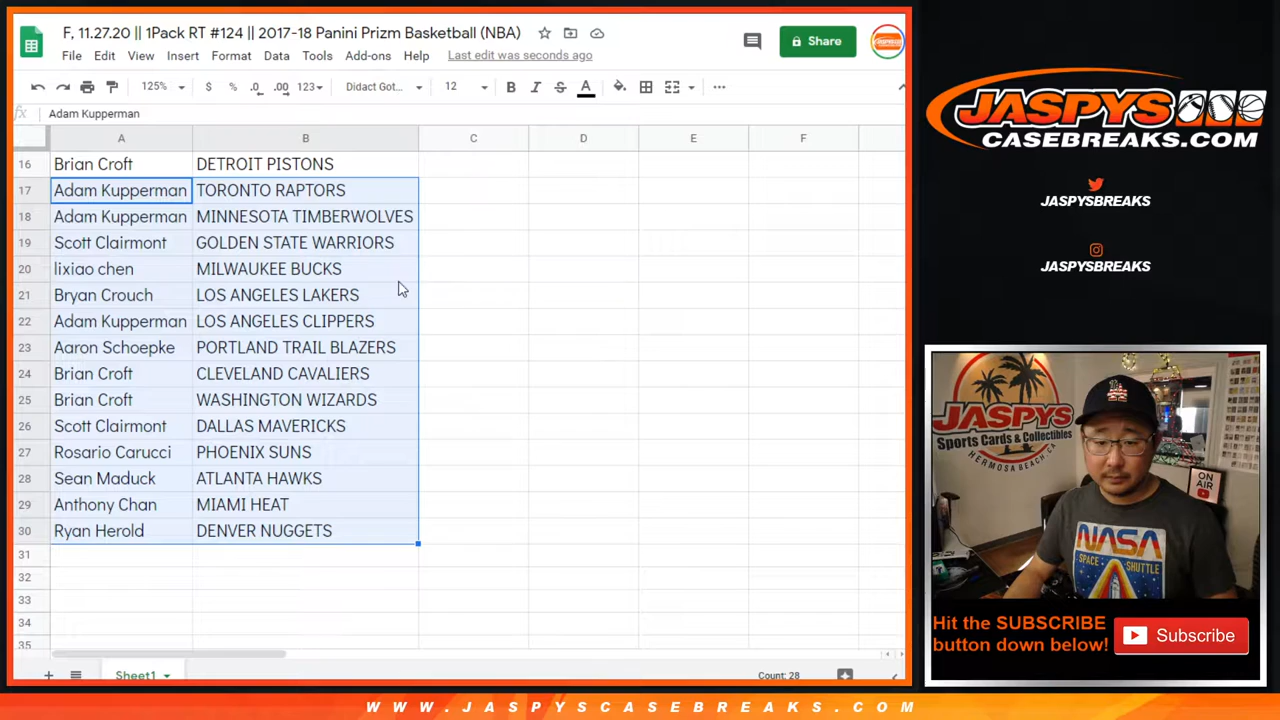 F, 11.27.20 || 1Pack RT #124 || 2017-18 Panini Prizm Basketball (NBA)
File Edit View Insert Format Data Tools Add-ons Help Last edit was seconds ago
Share
125% $ % .0 .00 123 Didact Got... 12 B I S A
fx Adam Kupperman
A B C D E F
16 Brian Croft DETROIT PISTONS
17 Adam Kupperman TORONTO RAPTORS
18 Adam Kupperman MINNESOTA TIMBERWOLVES
19 Scott Clairmont GOLDEN STATE WARRIORS
20 lixiao chen MILWAUKEE BUCKS
21 Bryan Crouch LOS ANGELES LAKERS
22 Adam Kupperman LOS ANGELES CLIPPERS
23 Aaron Schoepke PORTLAND TRAIL BLAZERS
24 Brian Croft CLEVELAND CAVALIERS
25 Brian Croft WASHINGTON WIZARDS
26 Scott Clairmont DALLAS MAVERICKS
27 Rosario Carucci PHOENIX SUNS
28 Sean Maduck ATLANTA HAWKS
29 Anthony Chan MIAMI HEAT
30 Ryan Herold DENVER NUGGETS
31
32
33
34
35
Sheet1
Count: 28
JASPYS
CASEBREAKS.COM
JASPYSBREAKS
JASPYSBREAKS
JASPYS
Sports Cards & Collectibles
HERMOSA BEACH, CA
ON AIR
NASA
SPACE SHUTTLE
Hit the SUBSCRIBE
button down below!
Subscribe
WWW.JASPYSCASEBREAKS.COM